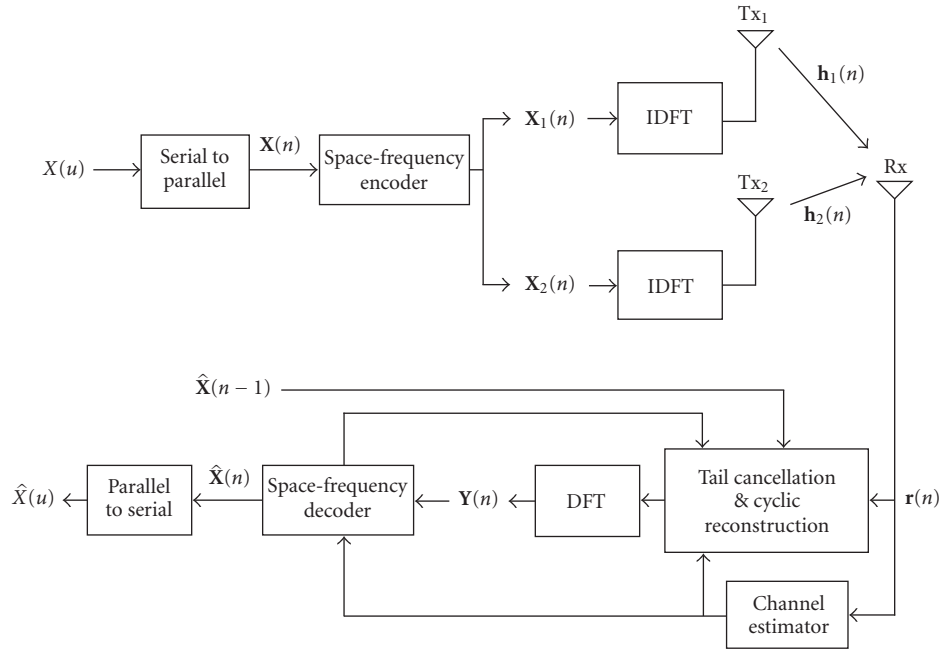 Tx₁
h₁(n)
X(u)
Serial to
parallel
X(n)
Space-frequency
encoder
X₁(n)
IDFT
Rx
Tx₂
h₂(n)
X₂(n)
IDFT
X̂(n − 1)
X̂(u)
Parallel
to serial
X̂(n)
Space-frequency
decoder
Y(n)
DFT
Tail cancellation
& cyclic
reconstruction
r(n)
Channel
estimator